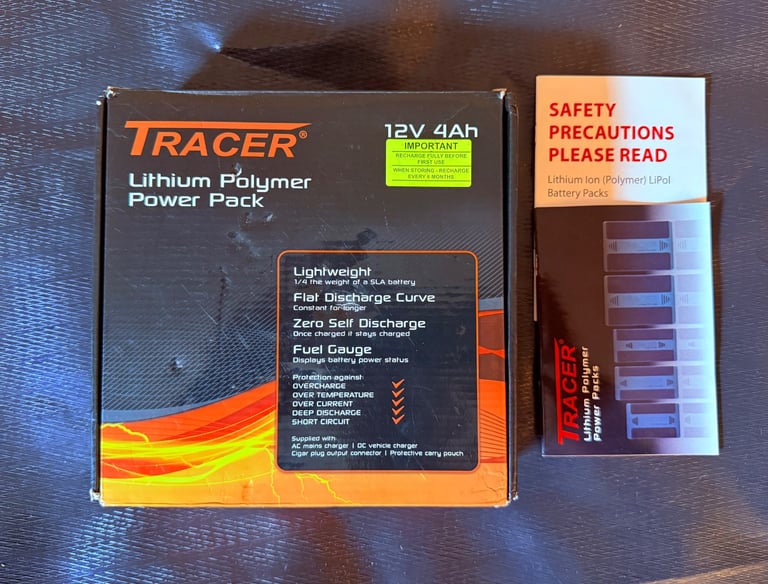 TRACER®
12V 4Ah
IMPORTANT
RECHARGE FULLY BEFORE
FIRST USE
WHEN STORING - RECHARGE
EVERY 6 MONTHS
Lithium Polymer
Power Pack
Lightweight
1/4 the weight of a SLA battery
Flat Discharge Curve
Constant for longer
Zero Self Discharge
Once charged it stays charged
Fuel Gauge
Displays battery power status
Protection against:
OVERCHARGE
OVER TEMPERATURE
OVER CURRENT
DEEP DISCHARGE
SHORT CIRCUIT
Supplied with:
AC mains charger | DC vehicle charger
Cigar plug output connector | Protective carry pouch
SAFETY
PRECAUTIONS
PLEASE READ
Lithium Ion (Polymer) LiPol
Battery Packs
TRACER®
Lithium Polymer
Power Packs